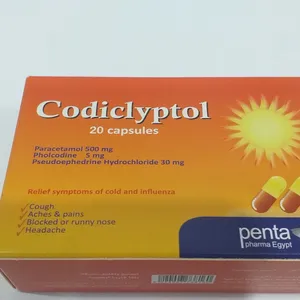 Codiclyptol
20 capsules
Paracetamol 500 mg
Pholcodine 5 mg
Pseudoephedrine Hydrochloride 30 mg
Relief symptoms of cold and influenza
Cough
Aches & pains
Blocked or runny nose
Headache
penta
pharma Egypt